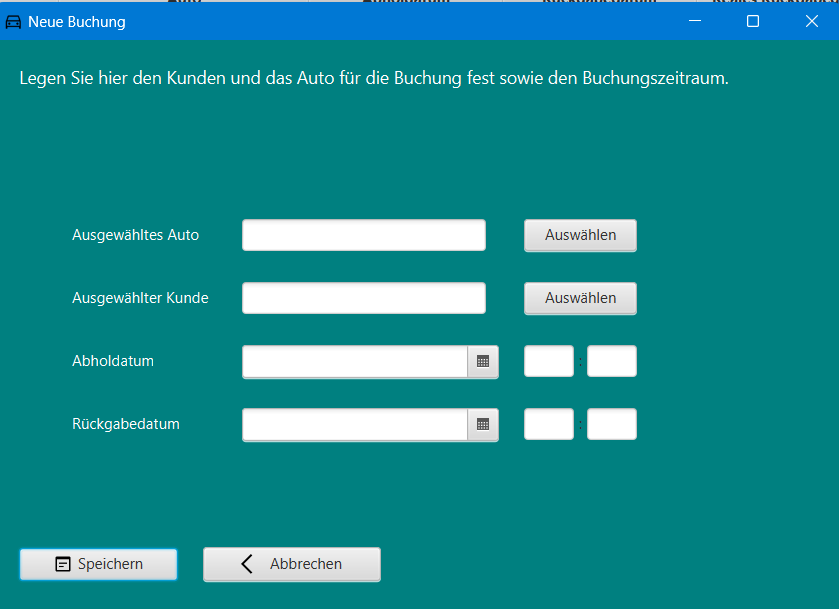 Neue Buchung
Legen Sie hier den Kunden und das Auto für die Buchung fest sowie den Buchungszeitraum.
Ausgewähltes Auto Auswählen
Ausgewählter Kunde Auswählen
Abholdatum :
Rückgabedatum :
Speichern Abbrechen